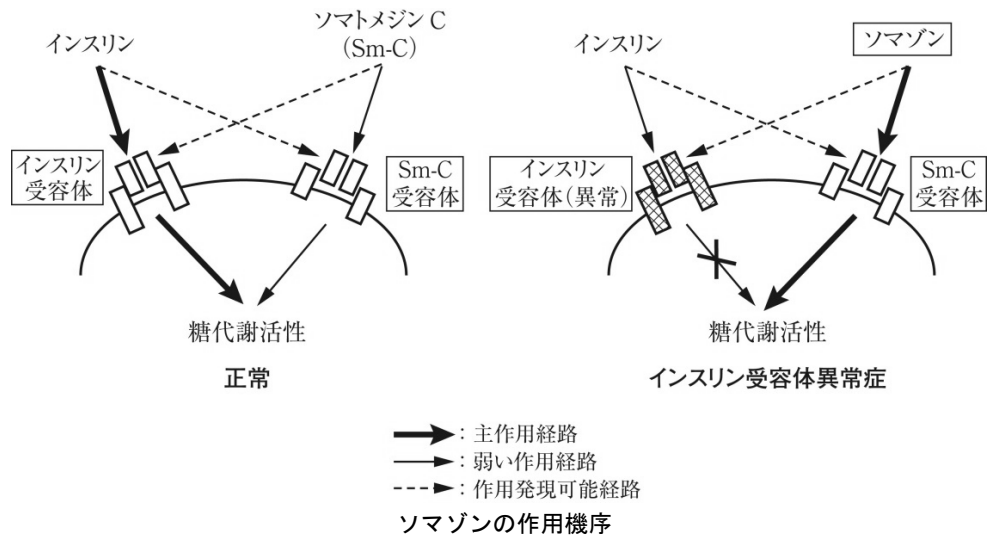 インスリン
ソマトメジン C
(Sm-C)
インスリン
受容体
Sm-C
受容体
糖代謝活性
正常
インスリン
ソマゾン
インスリン
受容体(異常)
Sm-C
受容体
糖代謝活性
インスリン受容体異常症
：主作用経路
：弱い作用経路
：作用発現可能経路
ソマゾンの作用機序